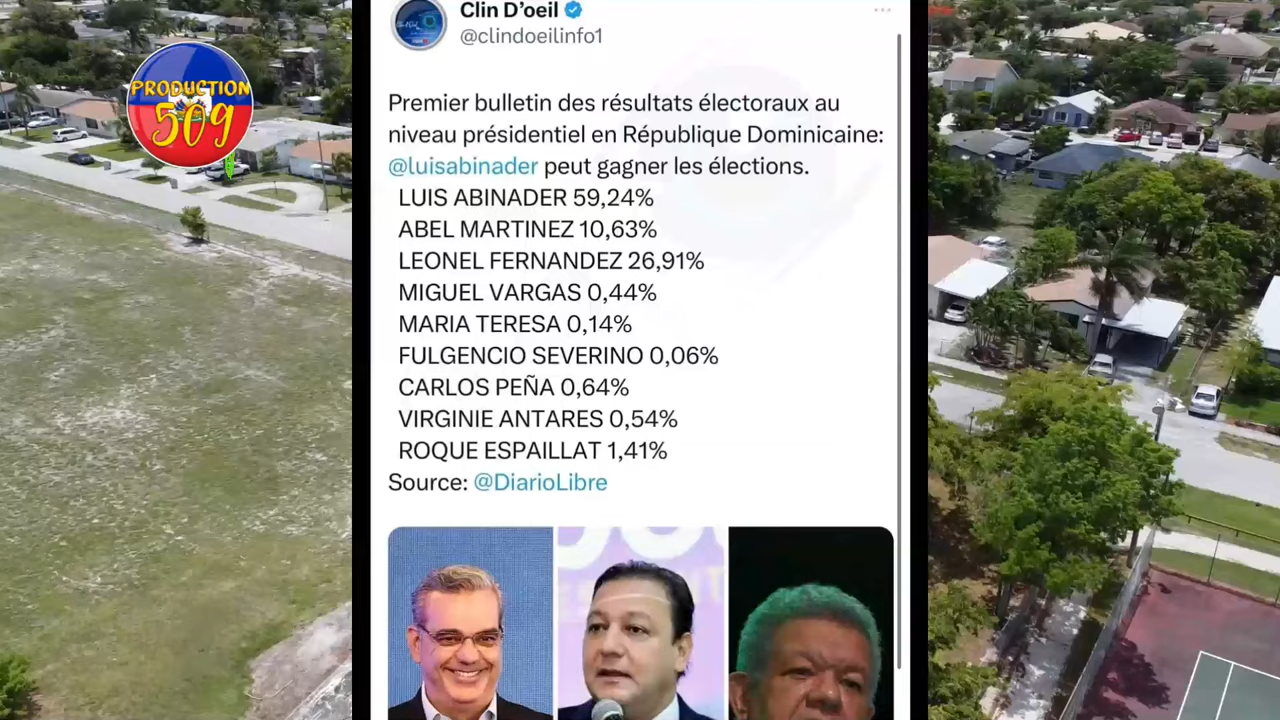 Clin D'oeil
@clindoeilinfo1
PRODUCTION
509
Premier bulletin des résultats électoraux au
niveau présidentiel en République Dominicaine:
@luisabinader peut gagner les élections.
LUIS ABINADER 59,24%
ABEL MARTINEZ 10,63%
LEONEL FERNANDEZ 26,91%
MIGUEL VARGAS 0,44%
MARIA TERESA 0,14%
FULGENCIO SEVERINO 0,06%
CARLOS PEÑA 0,64%
VIRGINIE ANTARES 0,54%
ROQUE ESPAILLAT 1,41%
Source: @DiarioLibre